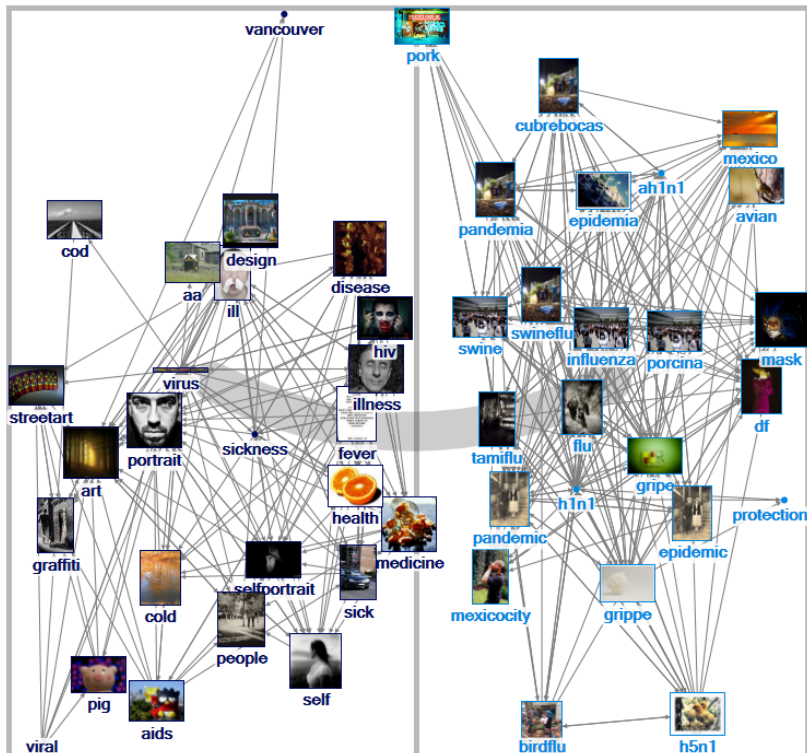 vancouver
pork
cubrebocas
mexico
ah1n1
epidemia
avian
pandemia
cod
design
aa
ill
disease
swineflu
swine
influenza
porcina
mask
hiv
virus
illness
streetart
df
portrait
sickness
fever
tamiflu
flu
art
gripe
h1n1
health
protection
pandemic
epidemic
graffiti
medicine
selfportrait
cold
sick
mexicocity
grippe
people
pig
self
aids
viral
birdflu
h5n1